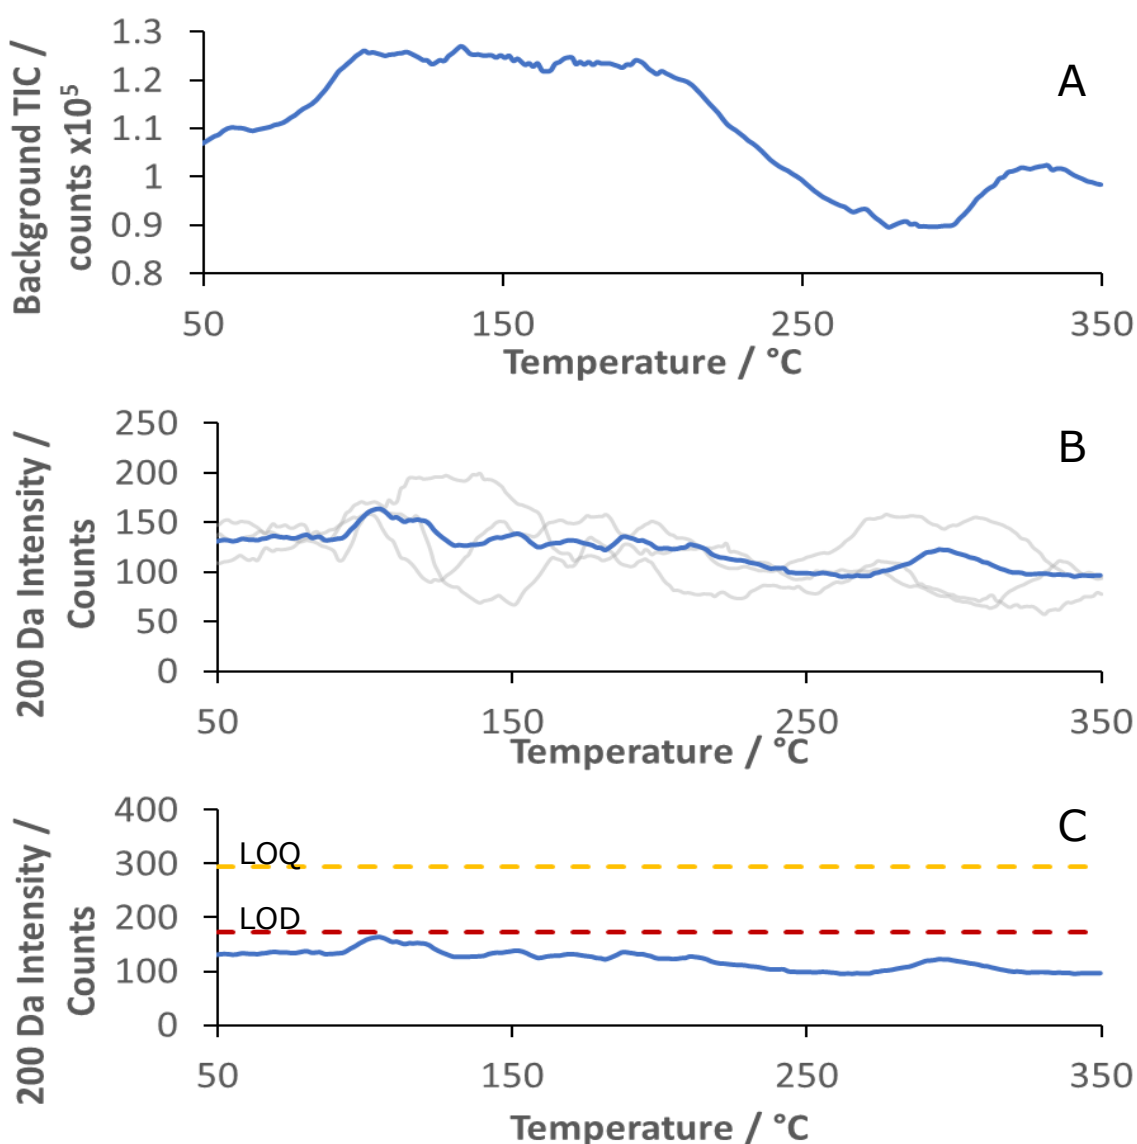 Background TIC /
counts x10⁵
1.3
1.2
1.1
1
0.9
0.8
A
50 150 250 350
Temperature / °C
200 Da Intensity /
Counts
250
200
150
100
50
0
B
50 150 250 350
Temperature / °C
200 Da Intensity /
Counts
400
300
200
100
0
C
LOQ
LOD
50 150 250 350
Temperature / °C